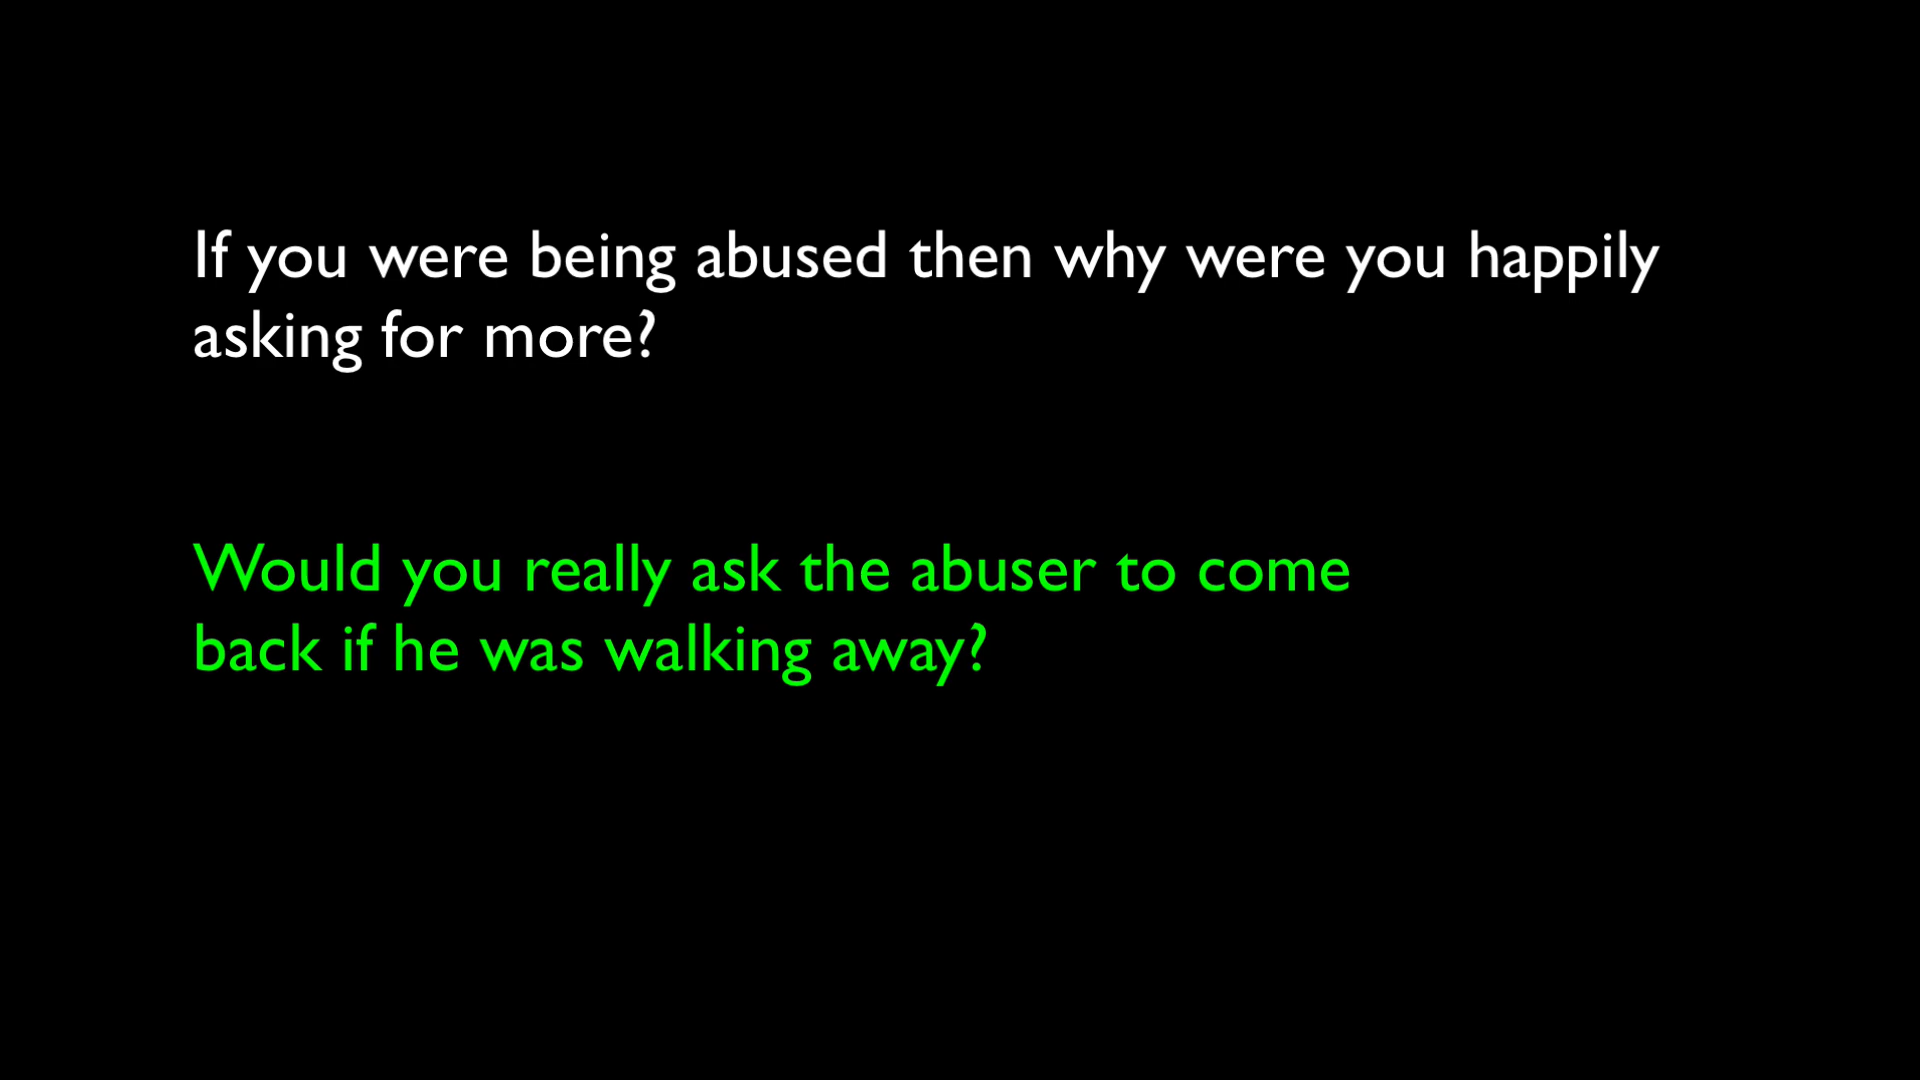 If you were being abused then why were you happily
asking for more?
Would you really ask the abuser to come
back if he was walking away?